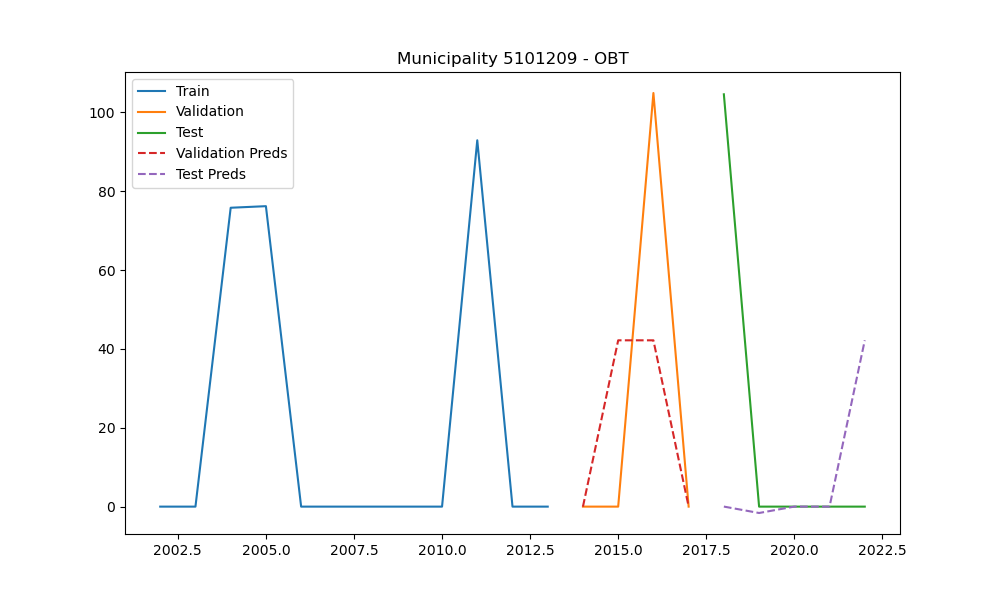 Municipality 5101209 - OBT
Train
Validation
Test
Validation Preds
Test Preds
100
80
60
40
20
0
2002.5 2005.0 2007.5 2010.0 2012.5 2015.0 2017.5 2020.0 2022.5